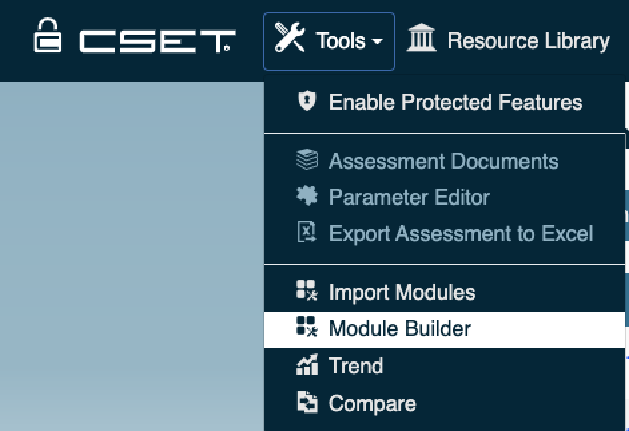 CSET
Tools
Resource Library
Enable Protected Features
Assessment Documents
Parameter Editor
Export Assessment to Excel
Import Modules
Module Builder
Trend
Compare